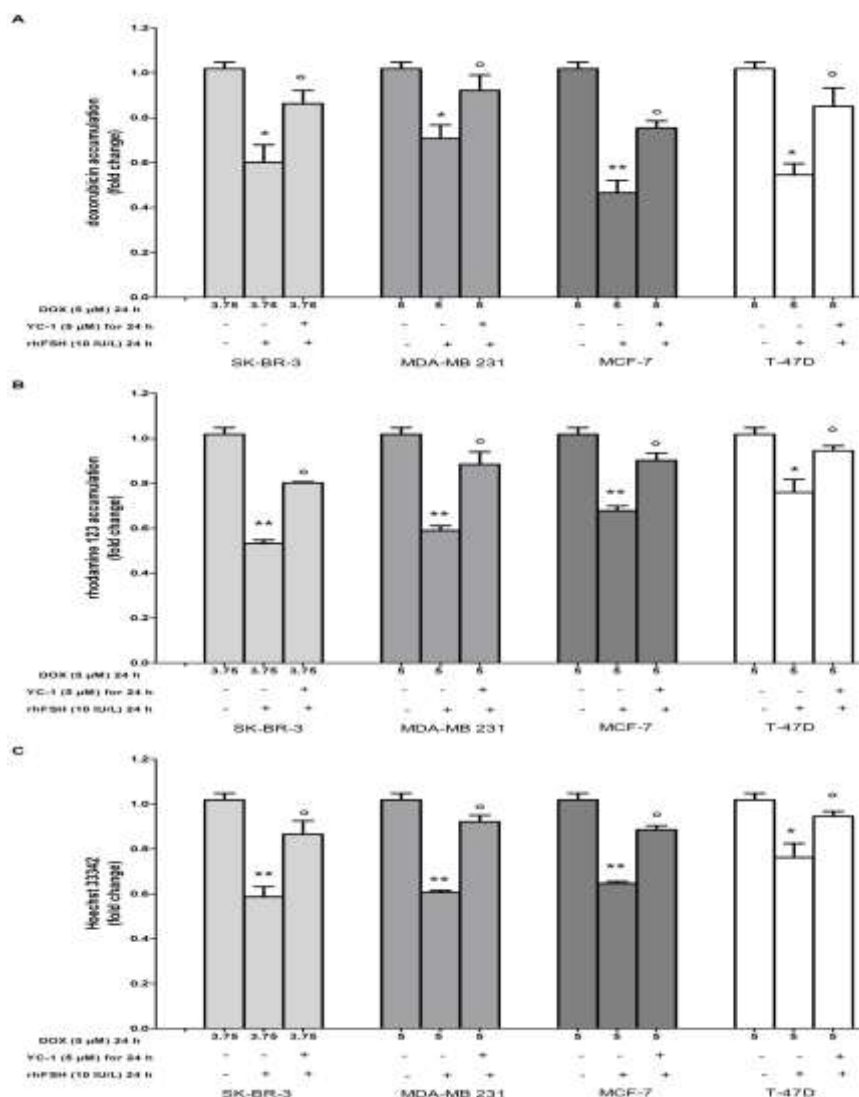 A
doxorubicin accumulation
(fold change)
1.2
1.0
0.8
0.6
0.4
0.2
0.0
* ° * ° ** ° * °
DOX (5 µM) 24 h 3.75 3.75 3.75 5 5 5 5 5 5 5 5 5
YC-1 (5 µM) for 24 h - - + - - + - - + - - +
rhFSH (10 IU/L) 24 h - + + - + + - + + - + +
SK-BR-3 MDA-MB 231 MCF-7 T-47D
B
rhodamine 123 accumulation
(fold change)
1.2
1.0
0.8
0.6
0.4
0.2
0.0
** ° ** ° ** ° * °
DOX (5 µM) 24 h 3.75 3.75 3.75 5 5 5 5 5 5 5 5 5
YC-1 (5 µM) for 24 h - - + - - + - - + - - +
rhFSH (10 IU/L) 24 h - + + - + + - + + - + +
SK-BR-3 MDA-MB 231 MCF-7 T-47D
C
Hoechst 33342
(fold change)
1.2
1.0
0.8
0.6
0.4
0.2
0.0
** ° ** ° ** ° * °
DOX (5 µM) 24 h 3.75 3.75 3.75 5 5 5 5 5 5 5 5 5
YC-1 (5 µM) for 24 h - - + - - + - - + - - +
rhFSH (10 IU/L) 24 h - + + - + + - + + - + +
SK-BR-3 MDA-MB 231 MCF-7 T-47D